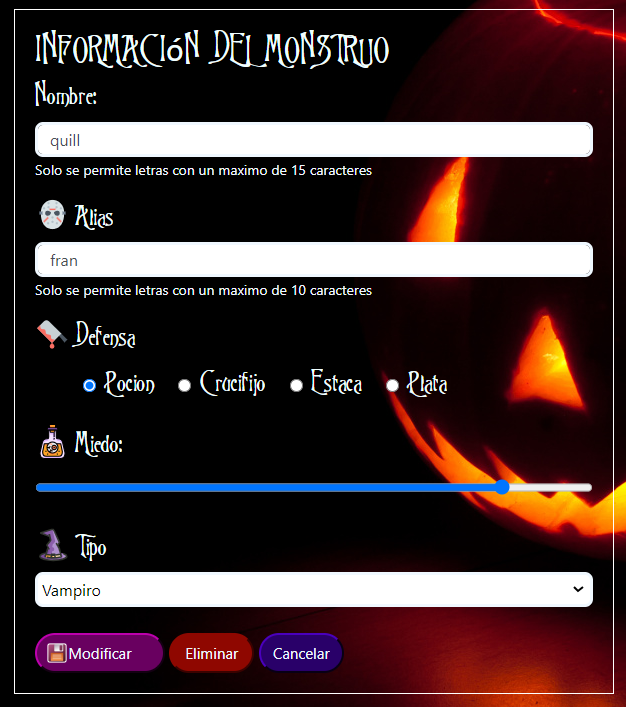 INFORMACIÓN DEL MONSTRUO
Nombre:
quill
Solo se permite letras con un maximo de 15 caracteres
Alias
fran
Solo se permite letras con un maximo de 10 caracteres
Defensa
Pocion Crucifijo Estaca Plata
Miedo:
Tipo
Vampiro
Modificar Eliminar Cancelar